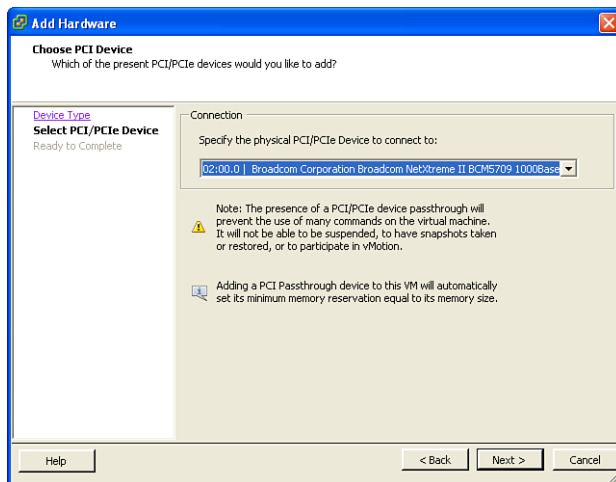 Add Hardware
Choose PCI Device
Which of the present PCI/PCIe devices would you like to add?
Device Type
Select PCI/PCIe Device
Ready to Complete
Connection
Specify the physical PCI/PCIe Device to connect to:
02:00.0 | Broadcom Corporation Broadcom NetXtreme II BCM5709 1000Base
Note: The presence of a PCI/PCIe device passthrough will
prevent the use of many commands on the virtual machine.
It will not be able to be suspended, to have snapshots taken
or restored, or to participate in vMotion.
Adding a PCI Passthrough device to this VM will automatically
set its minimum memory reservation equal to its memory size.
Help
< Back
Next >
Cancel